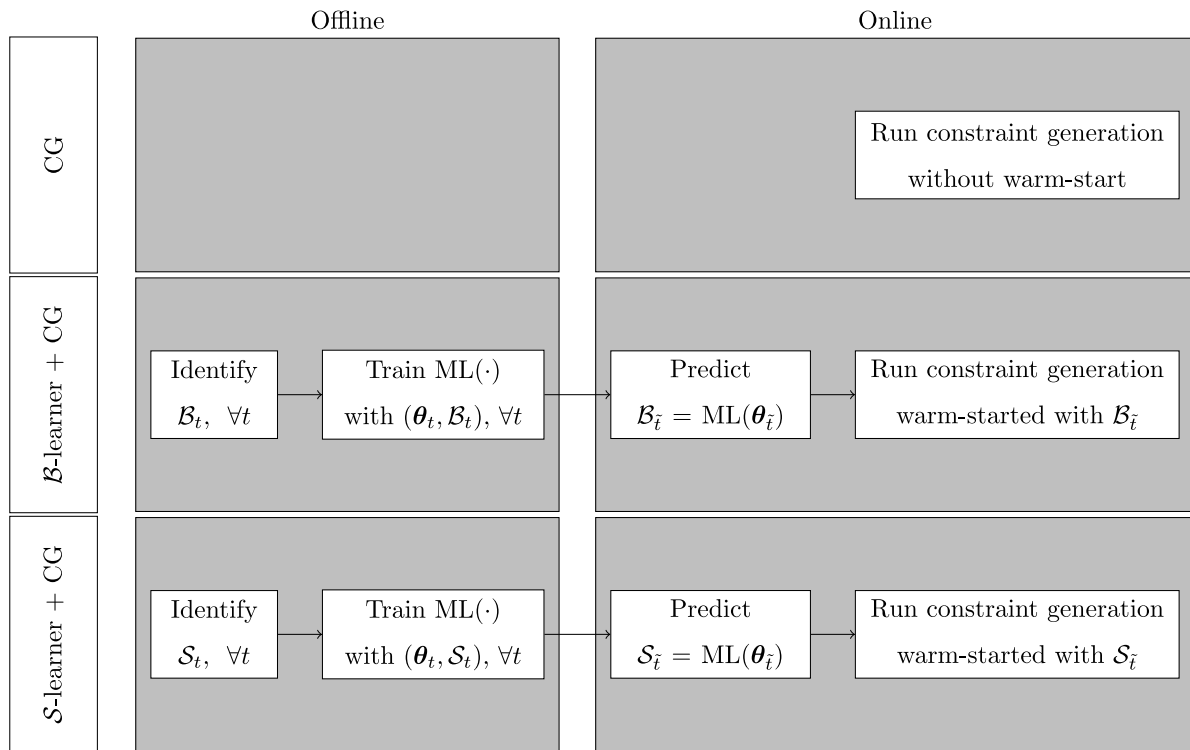 Offline
Online
CG
Run constraint generation
without warm-start
ℬ-learner + CG
Identify
ℬ_t, ∀t
Train ML(·)
with (𝜽_t, ℬ_t), ∀t
Predict
ℬ_t̃ = ML(𝜽_t̃)
Run constraint generation
warm-started with ℬ_t̃
𝒮-learner + CG
Identify
𝒮_t, ∀t
Train ML(·)
with (𝜽_t, 𝒮_t), ∀t
Predict
𝒮_t̃ = ML(𝜽_t̃)
Run constraint generation
warm-started with 𝒮_t̃